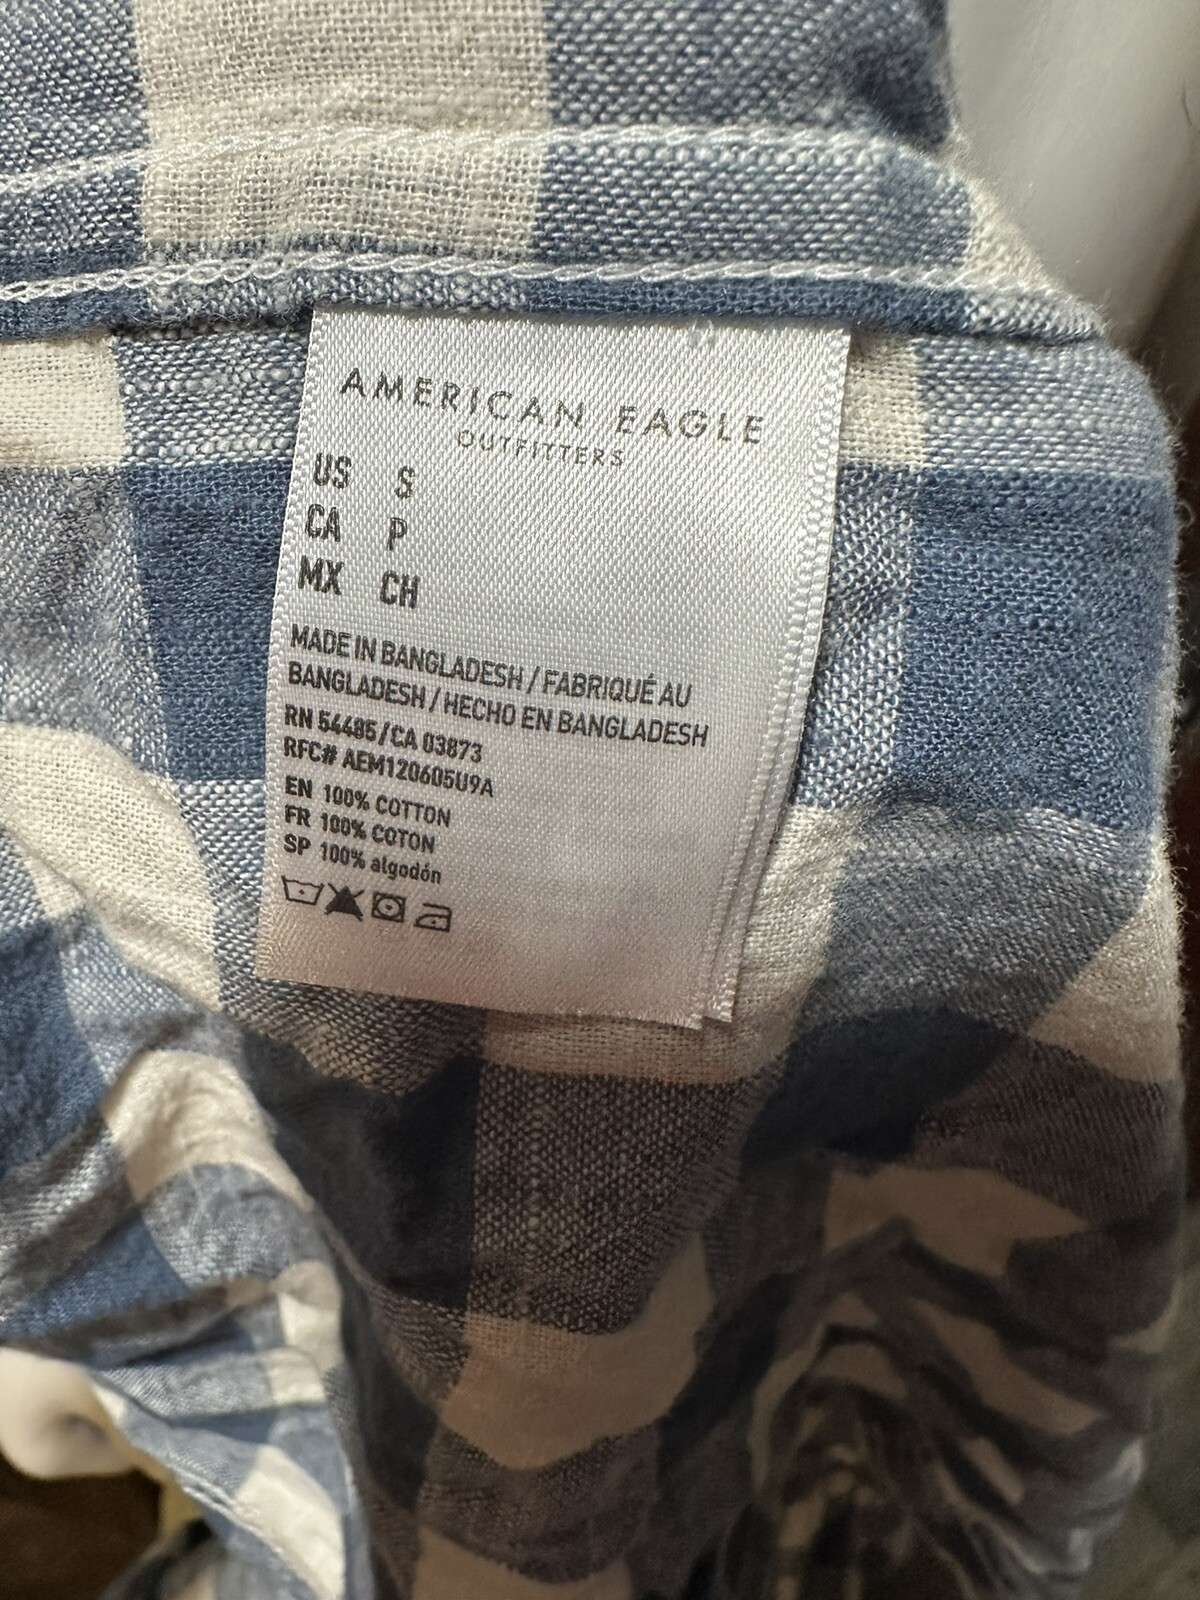 AMERICAN EAGLE
OUTFITTERS
US S
CA P
MX CH
MADE IN BANGLADESH / FABRIQUÉ AU
BANGLADESH / HECHO EN BANGLADESH
RN 54485/CA 03873
RFC# AEM120605U9A
EN 100% COTTON
FR 100% COTON
SP 100% algodón